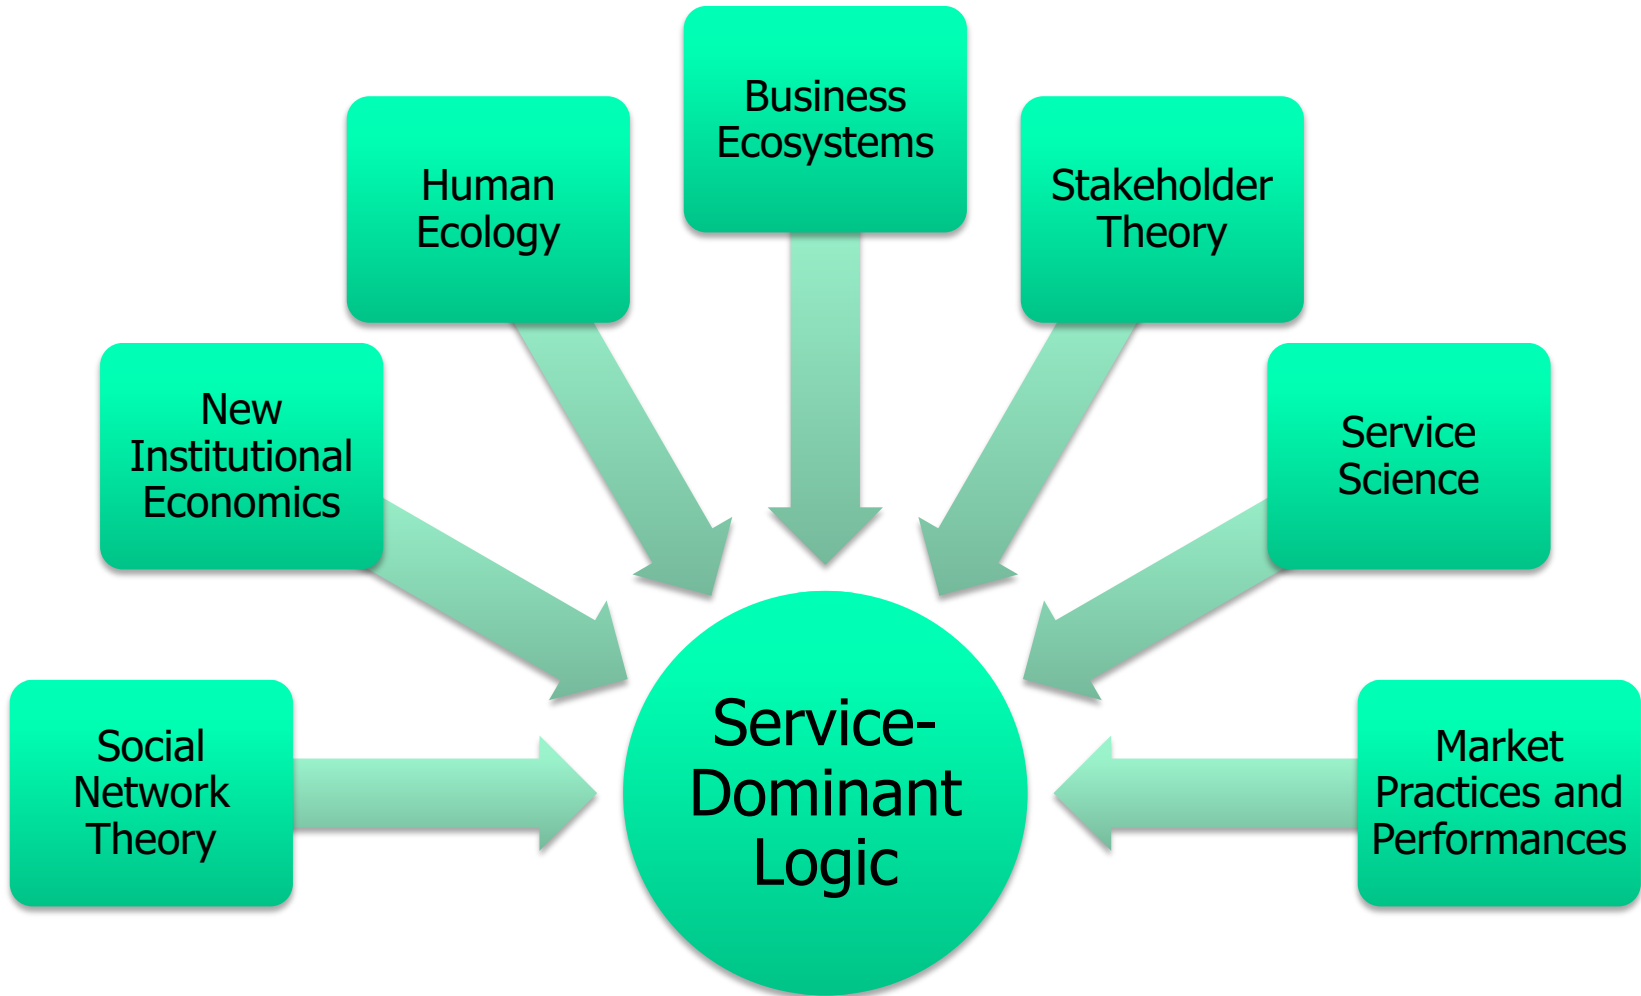 Business
Ecosystems
Human
Ecology
Stakeholder
Theory
New
Institutional
Economics
Service
Science
Social
Network
Theory
Service-
Dominant
Logic
Market
Practices and
Performances